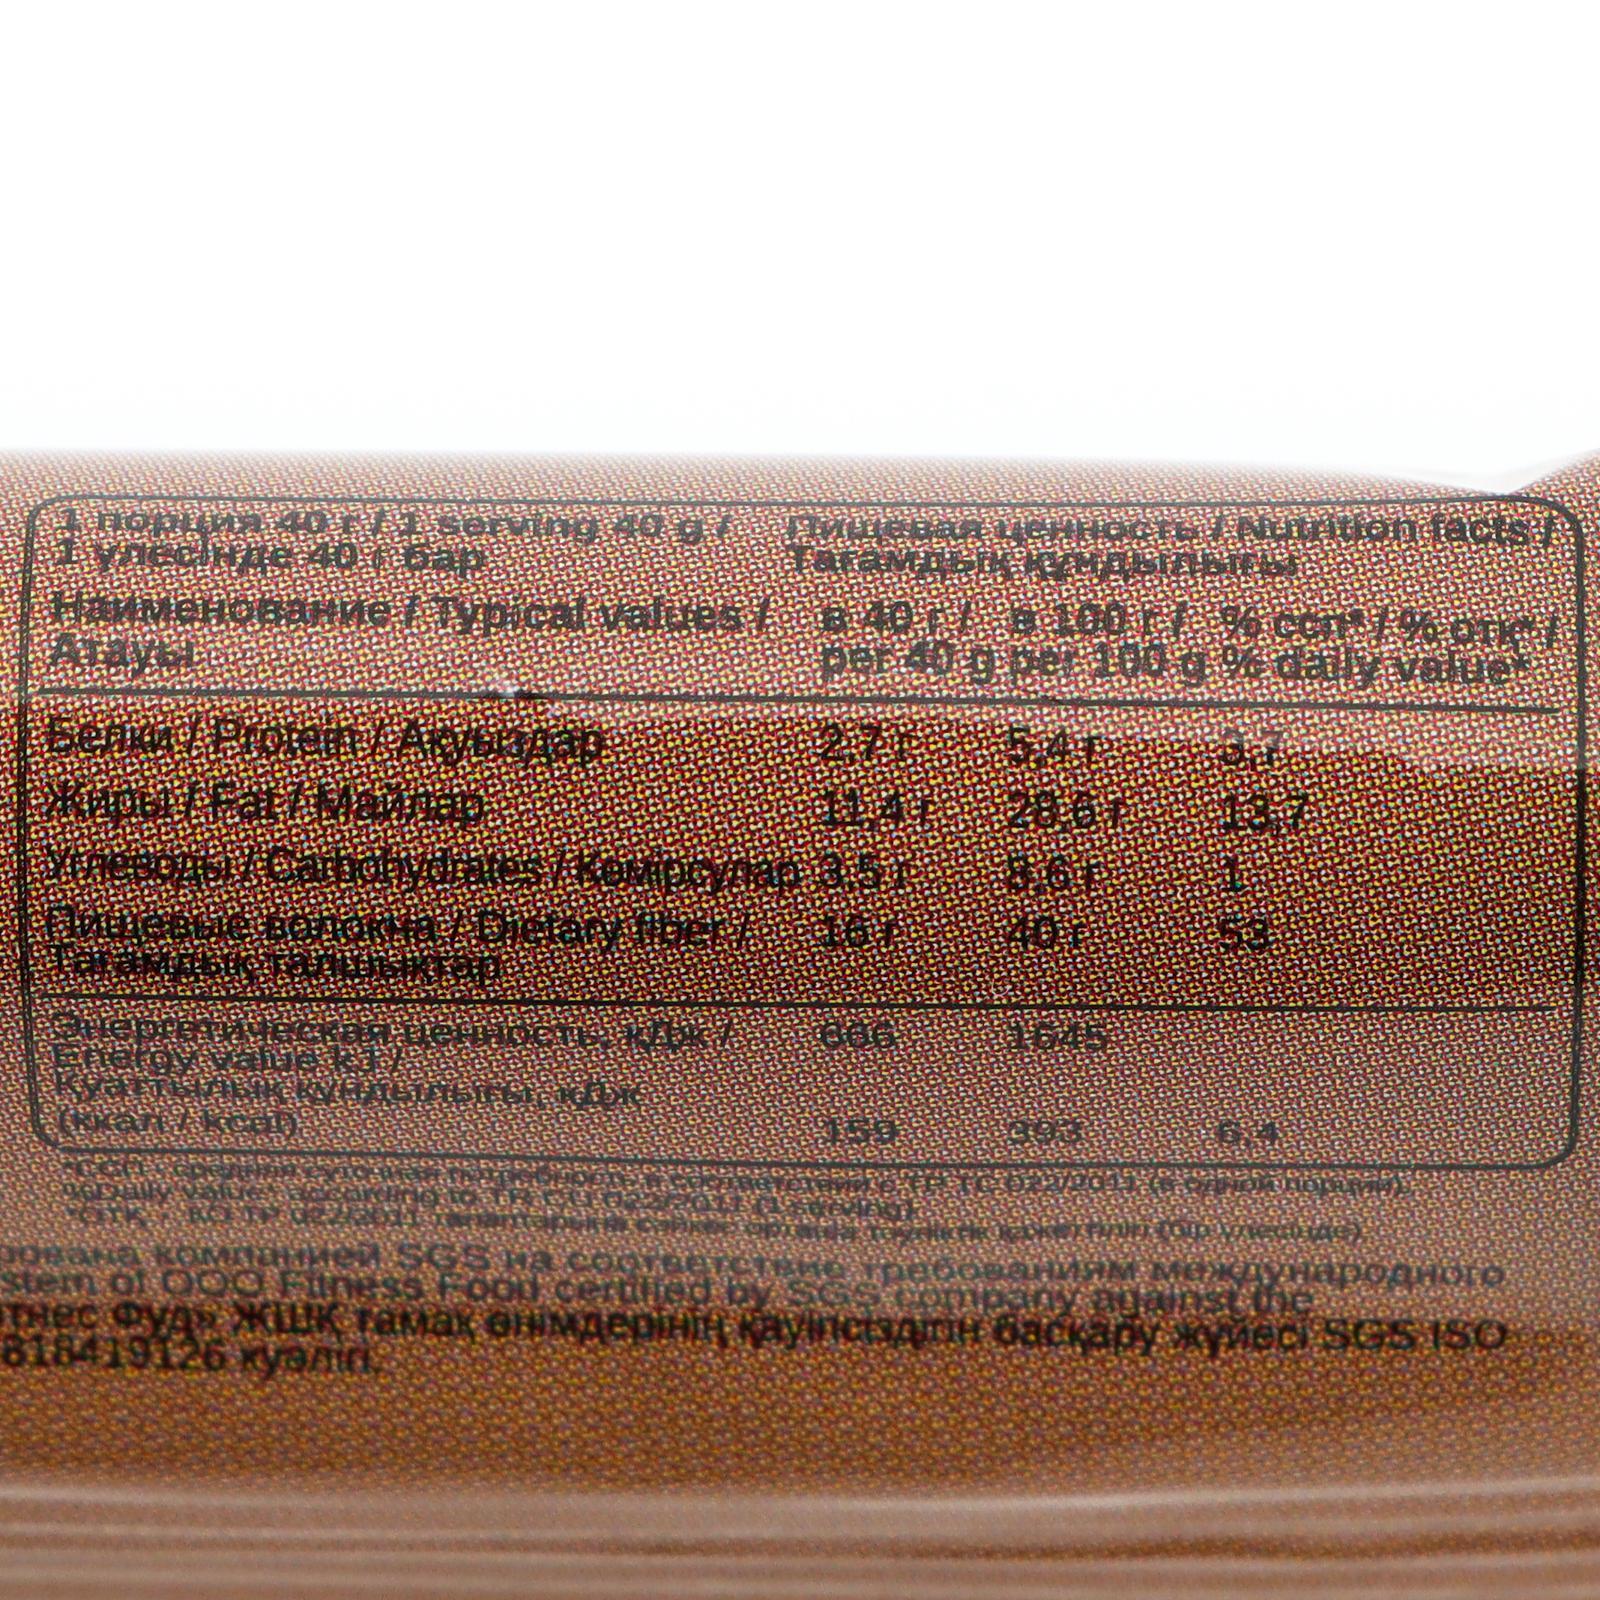 1 порция 40 г / 1 serving 40 g /
1 үлесінде 40 г бар
Пищевая ценность / Nutrition facts /
Тағамдық құндылығы
Наименование / Typical values /
Атауы
в 40 г / в 100 г / % ссп* / % отк* /
per 40 g per 100 g % daily value*
Белки / Protein / Ақуыздар 2,7 г 5,4 г 3,7
Жиры / Fat / Майлар 11,4 г 28,6 г 13,7
Углеводы / Carbohydrates / Көмірсулар 3,5 г 8,6 г 1
Пищевые волокна / Dietary fiber / 16 г 40 г 53
Тағамдық талшықтар
Энергетическая ценность, кДж / 666 1645
Energy value kJ /
Қуаттылық құндылығы, кДж
(ккал / kcal) 159 393 6,4
*ССП - средняя суточная потребность в соответствии с ТР ТС 022/2011 (в одной порции).
%Daily value* according to TR CU 022/2011 (1 serving).
*ОТК - КО ТР 022/2011 талаптарына сәйкес орташа тәуліктік қажеттілік (бір үлесінде)
рована компанией SGS на соответствие требованиям международного
stem of OOO Fitness Food certified by SGS company against the
тнес Фуд» ЖШҚ тамақ өнімдерінің қауіпсіздігін басқару жүйесі SGS ISO
818419126 куәлігі.